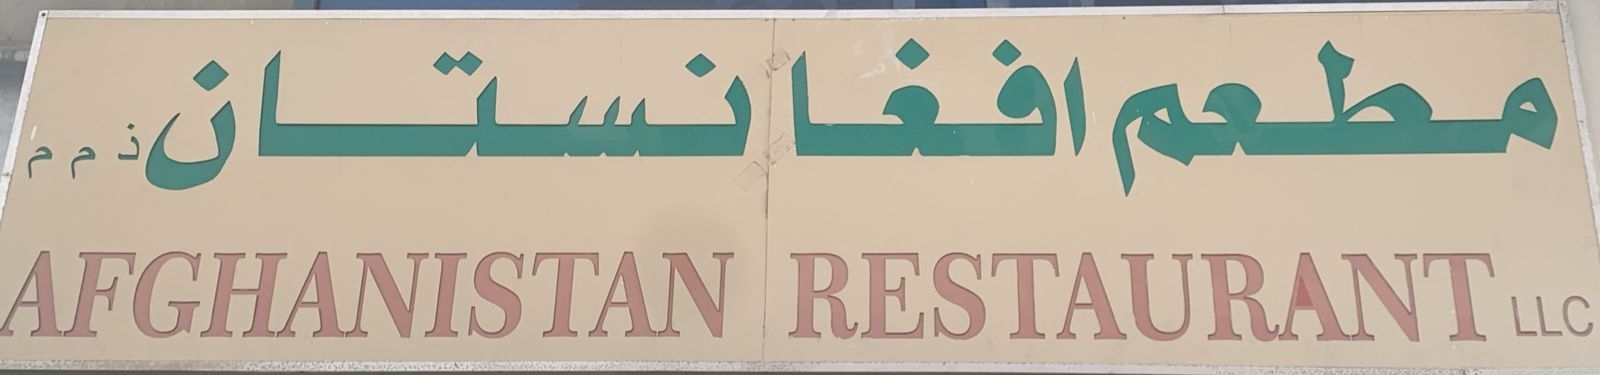 مطعم افغانستان ذ م م
AFGHANISTAN RESTAURANT LLC